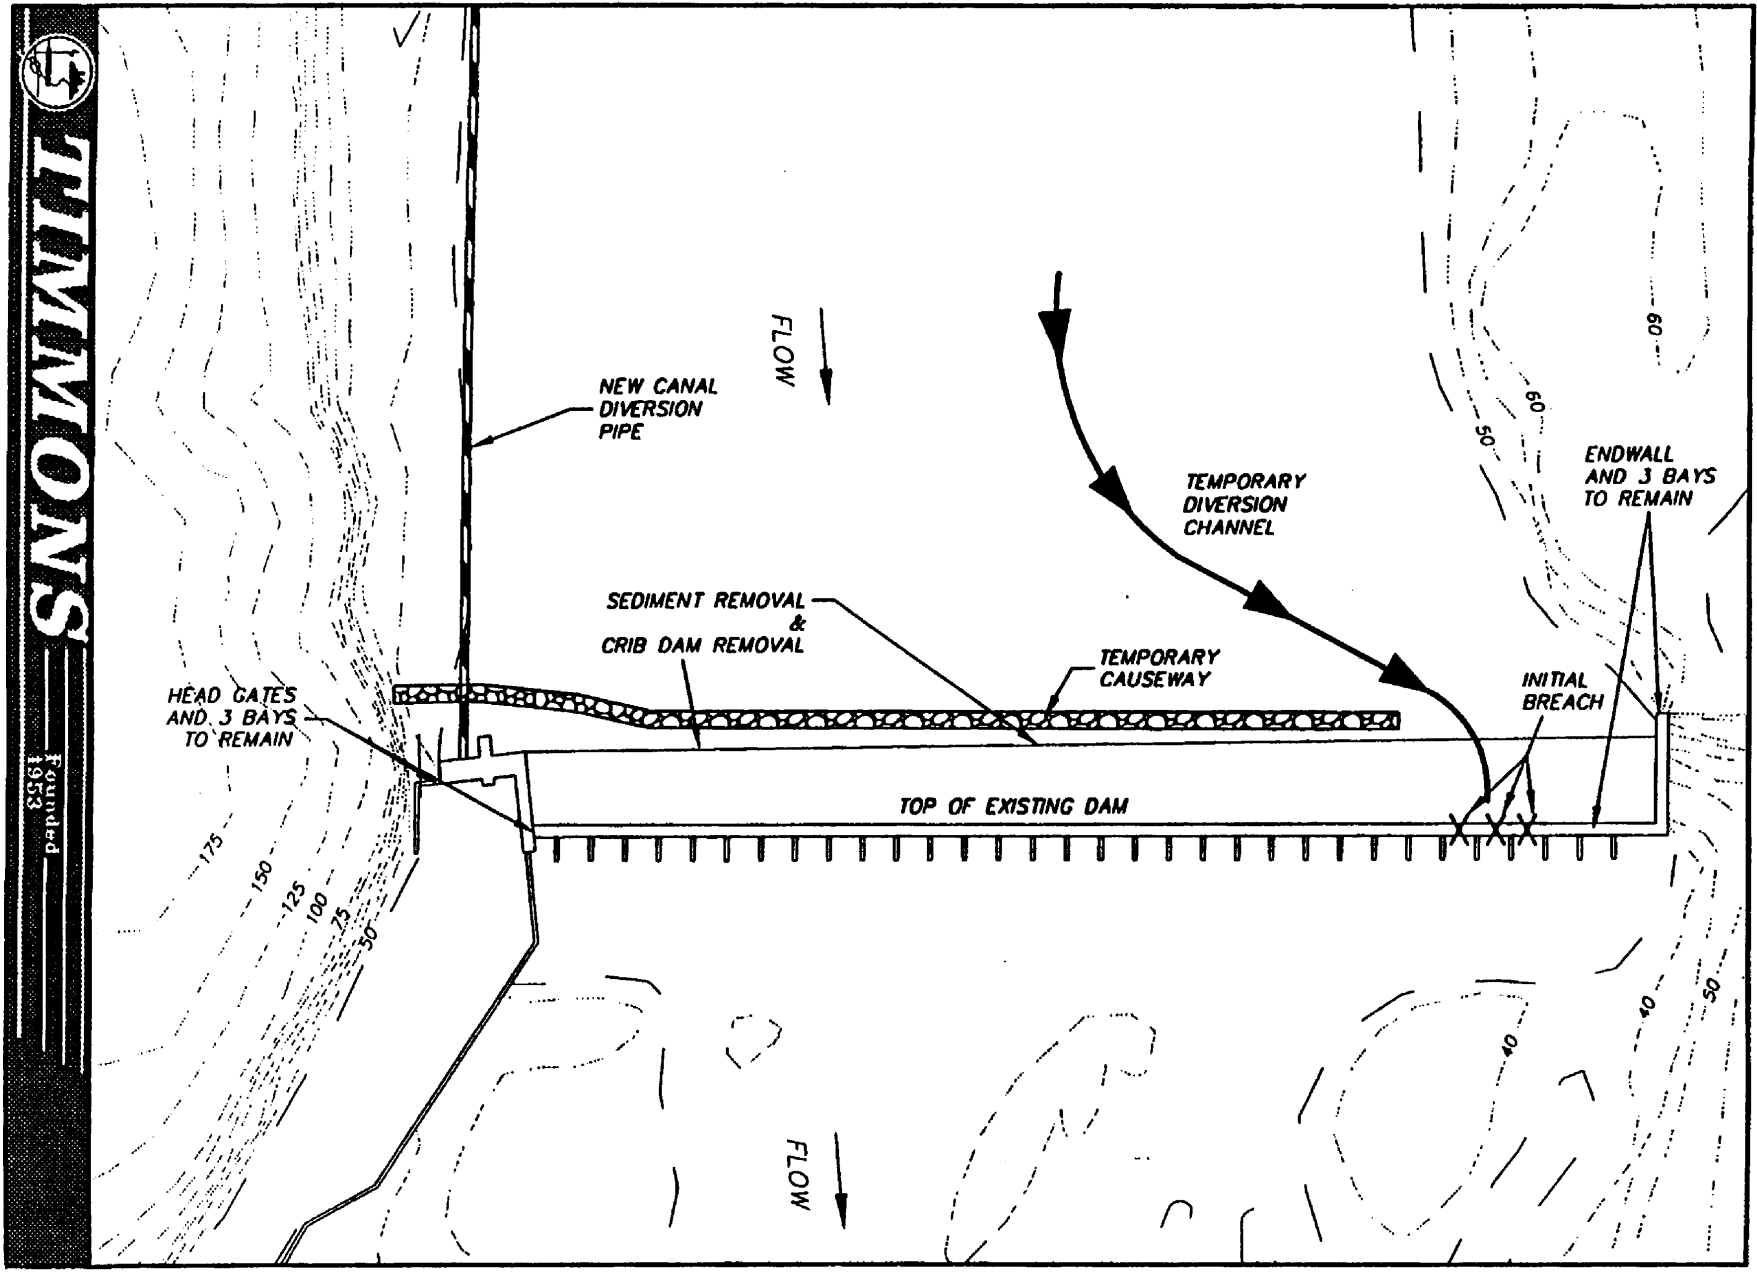 TIMMONS
Founded
1953
FLOW
NEW CANAL
DIVERSION
PIPE
60
60
50
ENDWALL
AND 3 BAYS
TO REMAIN
TEMPORARY
DIVERSION
CHANNEL
SEDIMENT REMOVAL
&
CRIB DAM REMOVAL
TEMPORARY
CAUSEWAY
INITIAL
BREACH
HEAD GATES
AND 3 BAYS
TO REMAIN
TOP OF EXISTING DAM
175
150
125
100
75
50
40
40
50
FLOW